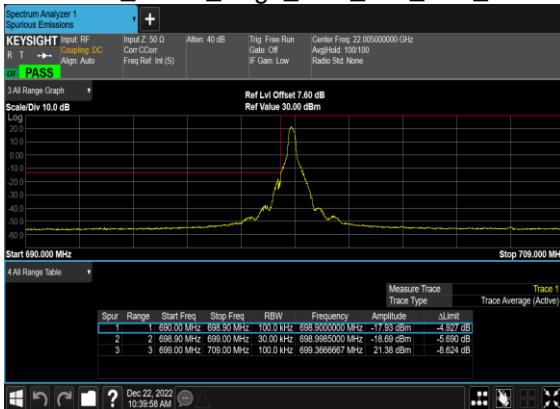 Spectrum Analyzer 1
Spurious Emissions
+
KEYSIGHT Input: RF Input Z: 50 Ω Atten: 40 dB Trig: Free Run Center Freq: 22.005000000 GHz
R T Coupling: DC Corr CCorr Gate: Off Avg|Hold: 100/100
Align: Auto Freq Ref: Int (S) IF Gain: Low Radio Std: None
LW PASS
3 All Range Graph
Ref Lvl Offset 7.60 dB
Scale/Div 10.0 dB Ref Value 30.00 dBm
Log
20.0
10.0
0.00
-10.0
-20.0
-30.0
-40.0
-50.0
-60.0
Start 690.000 MHz Stop 709.000 MH
4 All Range Table
Measure Trace Trace 1
Trace Type Trace Average (Active)
Spur Range Start Freq Stop Freq RBW Frequency Amplitude ΔLimit
1 1 690.00 MHz 698.90 MHz 100.0 kHz 698.9000000 MHz -17.93 dBm -4.927 dB
2 2 698.90 MHz 699.00 MHz 30.00 kHz 698.9985000 MHz -18.69 dBm -5.690 dB
3 3 699.00 MHz 709.00 MHz 100.0 kHz 699.3666667 MHz 21.38 dBm -8.624 dB
? Dec 22, 2022
10:39:58 AM